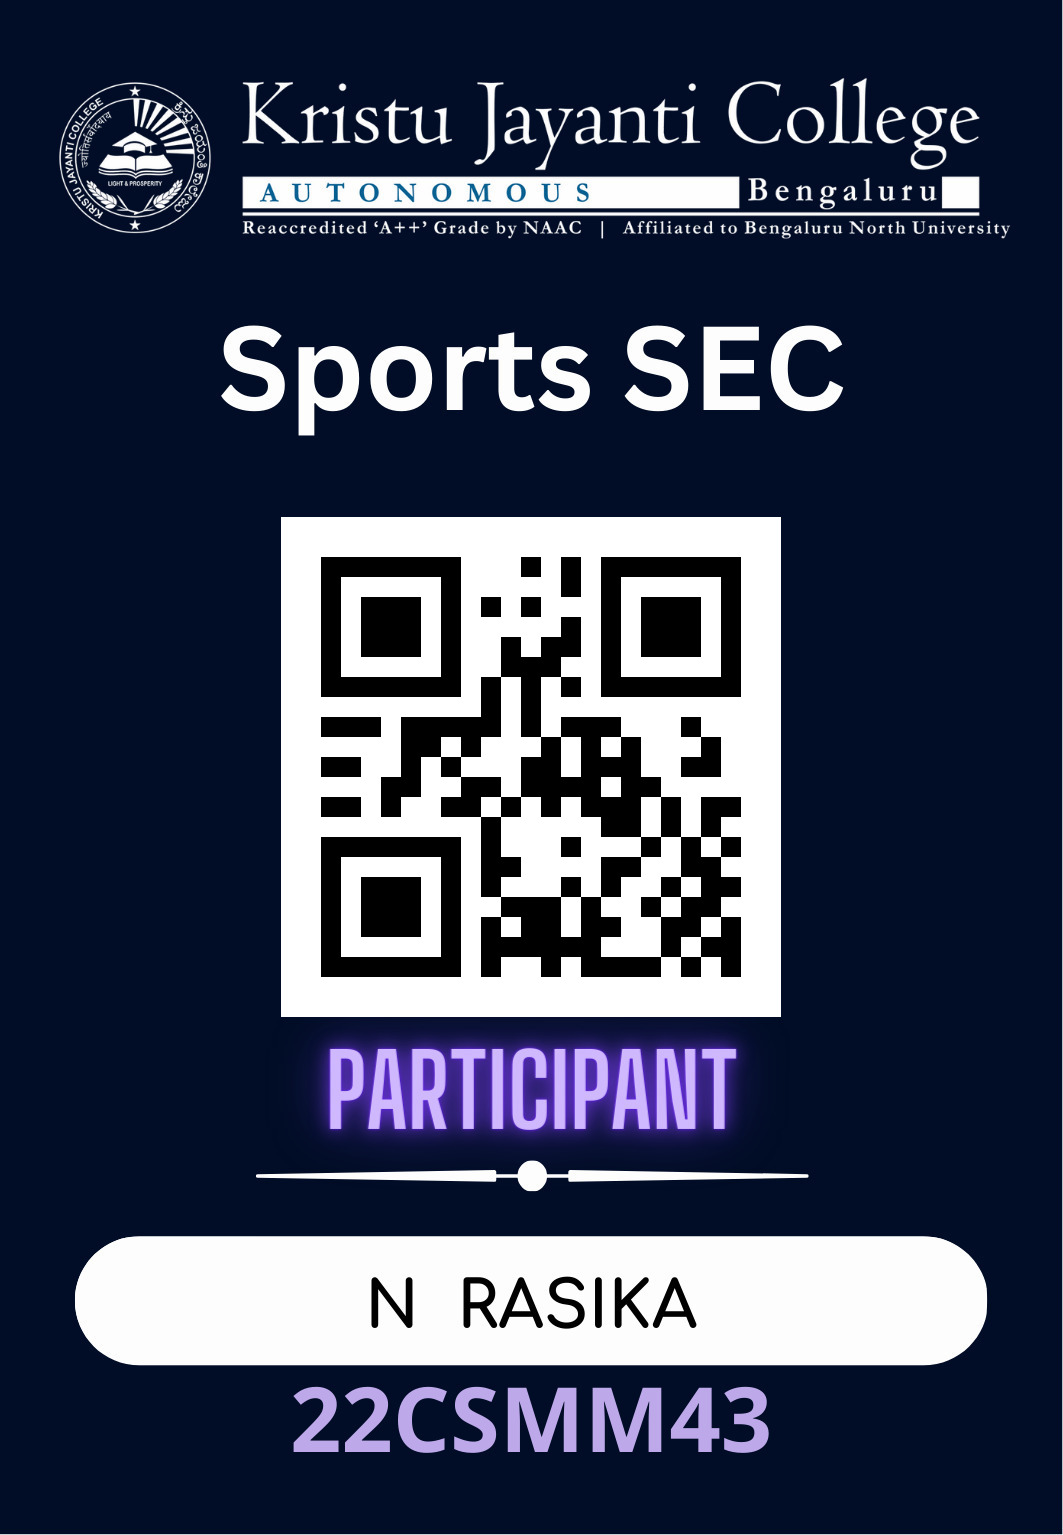 KRISTU JAYANTI COLLEGE
ಕ್ರಿಸ್ತು ಜಯಂತಿ ಕಾಲೇಜು
LIGHT & PROSPERITY
Kristu Jayanti College
AUTONOMOUS Bengaluru
Reaccredited ‘A++’ Grade by NAAC | Affiliated to Bengaluru North University
Sports SEC
PARTICIPANT
N RASIKA
22CSMM43